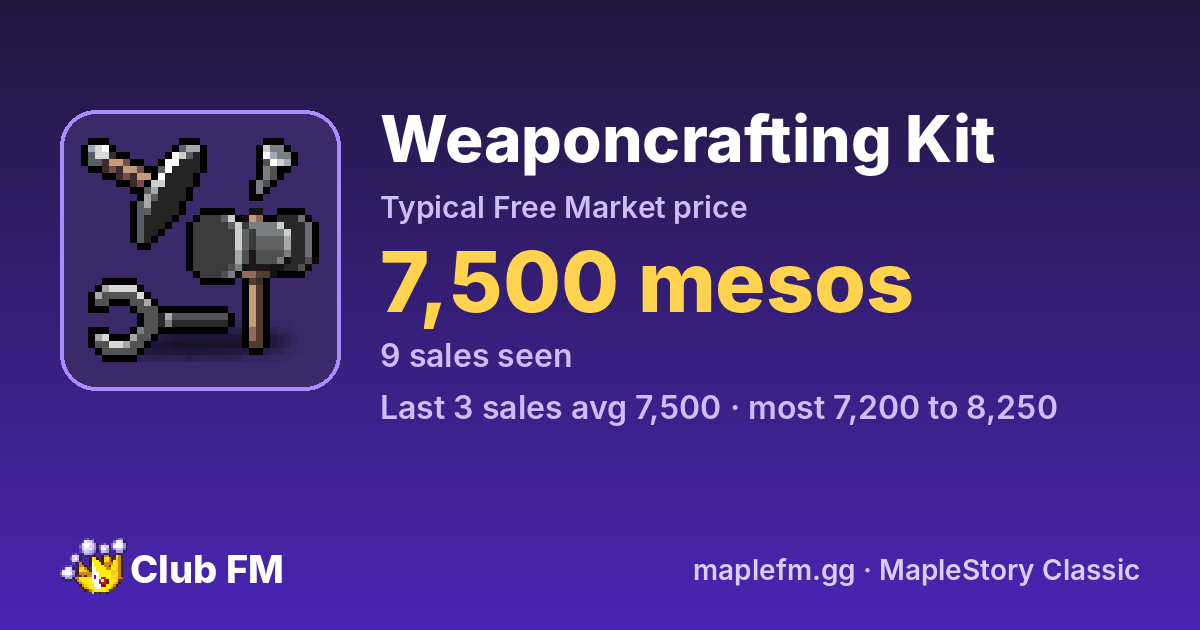 Weaponcrafting Kit
Typical Free Market price
7,500 mesos
9 sales seen
Last 3 sales avg 7,500 · most 7,200 to 8,250
Club FM
maplefm.gg · MapleStory Classic